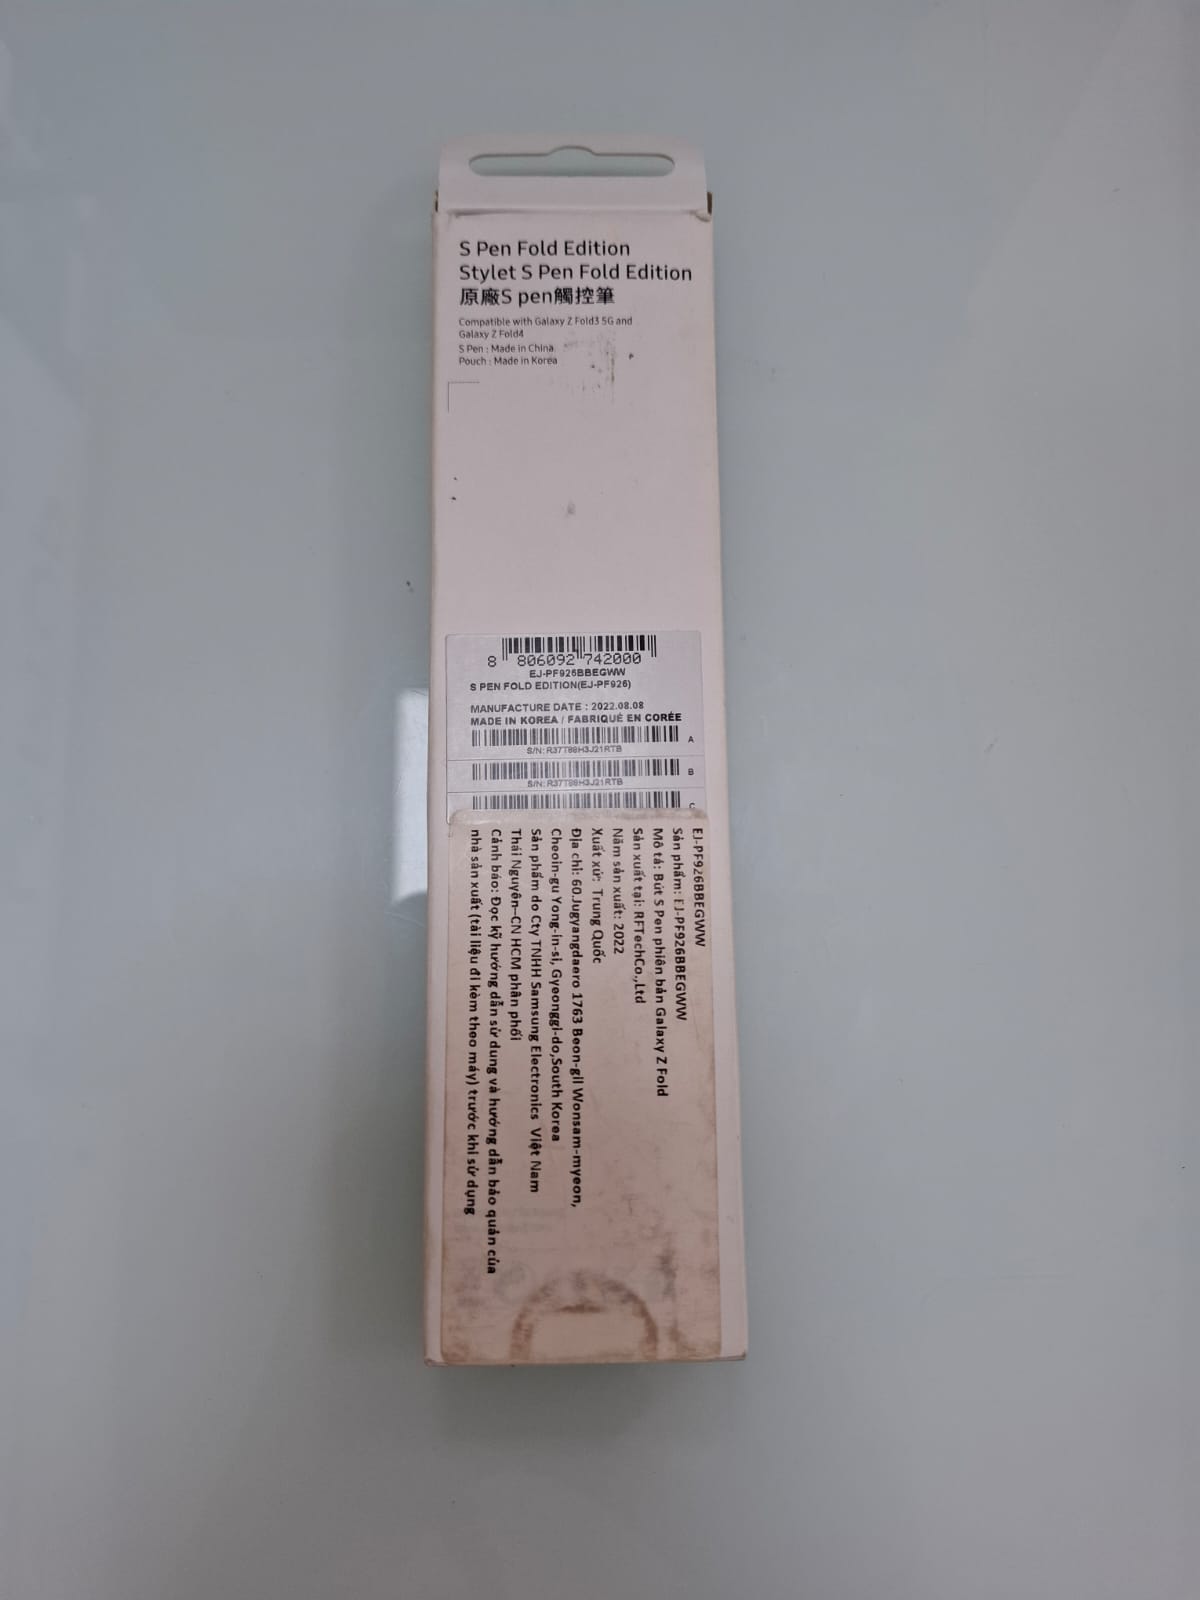 S Pen Fold Edition
Stylet S Pen Fold Edition
原廠S pen觸控筆
Compatible with Galaxy Z Fold3 5G and
Galaxy Z Fold4
S Pen : Made in China
Pouch : Made in Korea
8 806092 742000
EJ-PF926BBEGWW
S PEN FOLD EDITION(EJ-PF926)
MANUFACTURE DATE : 2022.08.08
MADE IN KOREA / FABRIQUÉ EN CORÉE
A
S/N: R37T88H3J21RTB
B
S/N: R37T88H3J21RTB
C
EJ-PF926BBEGWW
Sản phẩm: EJ-PF926BBEGWW
Mô tả: Bút S Pen phiên bản Galaxy Z Fold
Sản xuất tại: RFTechCo.,Ltd
Năm sản xuất: 2022
Xuất xứ: Trung Quốc
Địa chỉ: 60.Jugyangdaero 1763 Beon-gil Wonsam-myeon,
Cheoin-gu Yong-in-si, Gyeonggi-do,South Korea
Sản phẩm do Cty TNHH Samsung Electronics Việt Nam
Thái Nguyên–CN HCM phân phối
Cảnh báo: Đọc kỹ hướng dẫn sử dụng và hướng dẫn bảo quản của
nhà sản xuất (tài liệu đi kèm theo máy) trước khi sử dụng